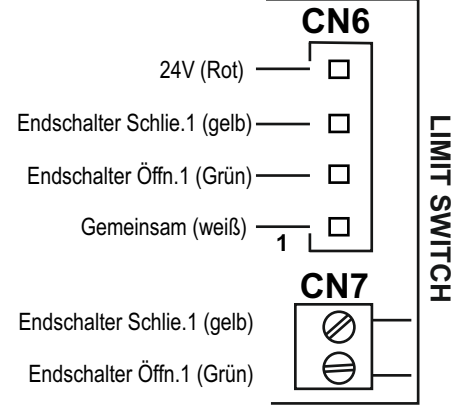 CN6
24V (Rot)
Endschalter Schlie.1 (gelb)
Endschalter Öffn.1 (Grün)
Gemeinsam (weiß)
1
LIMIT SWITCH
CN7
Endschalter Schlie.1 (gelb)
Endschalter Öffn.1 (Grün)